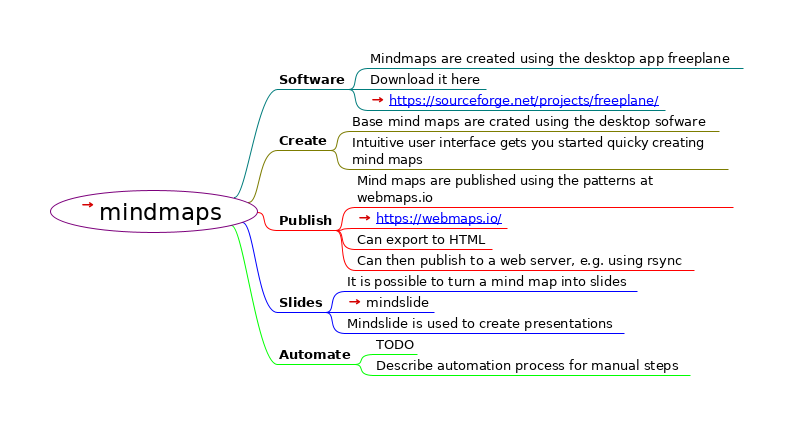 mindmaps
Software
Mindmaps are created using the desktop app freeplane
Download it here
https://sourceforge.net/projects/freeplane/
Create
Base mind maps are crated using the desktop sofware
Intuitive user interface gets you started quicky creating
mind maps
Publish
Mind maps are published using the patterns at
webmaps.io
https://webmaps.io/
Can export to HTML
Can then publish to a web server, e.g. using rsync
Slides
It is possible to turn a mind map into slides
mindslide
Mindslide is used to create presentations
Automate
TODO
Describe automation process for manual steps